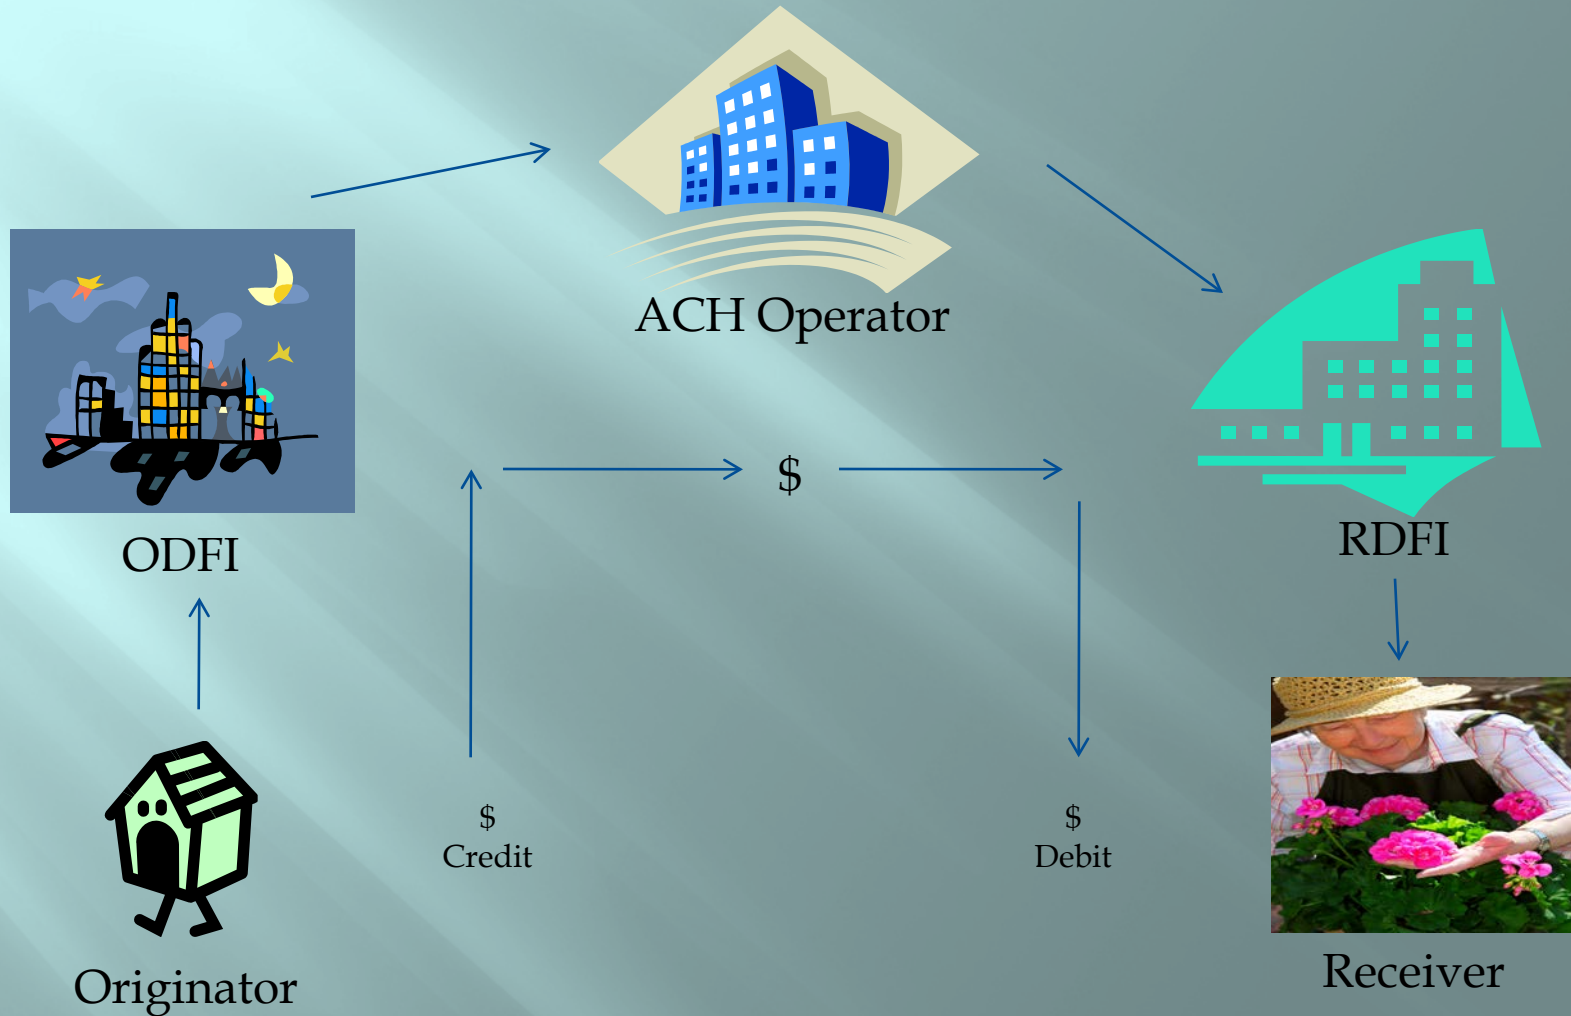 ACH Operator
ODFI
$
RDFI
$
Credit
$
Debit
Originator
Receiver